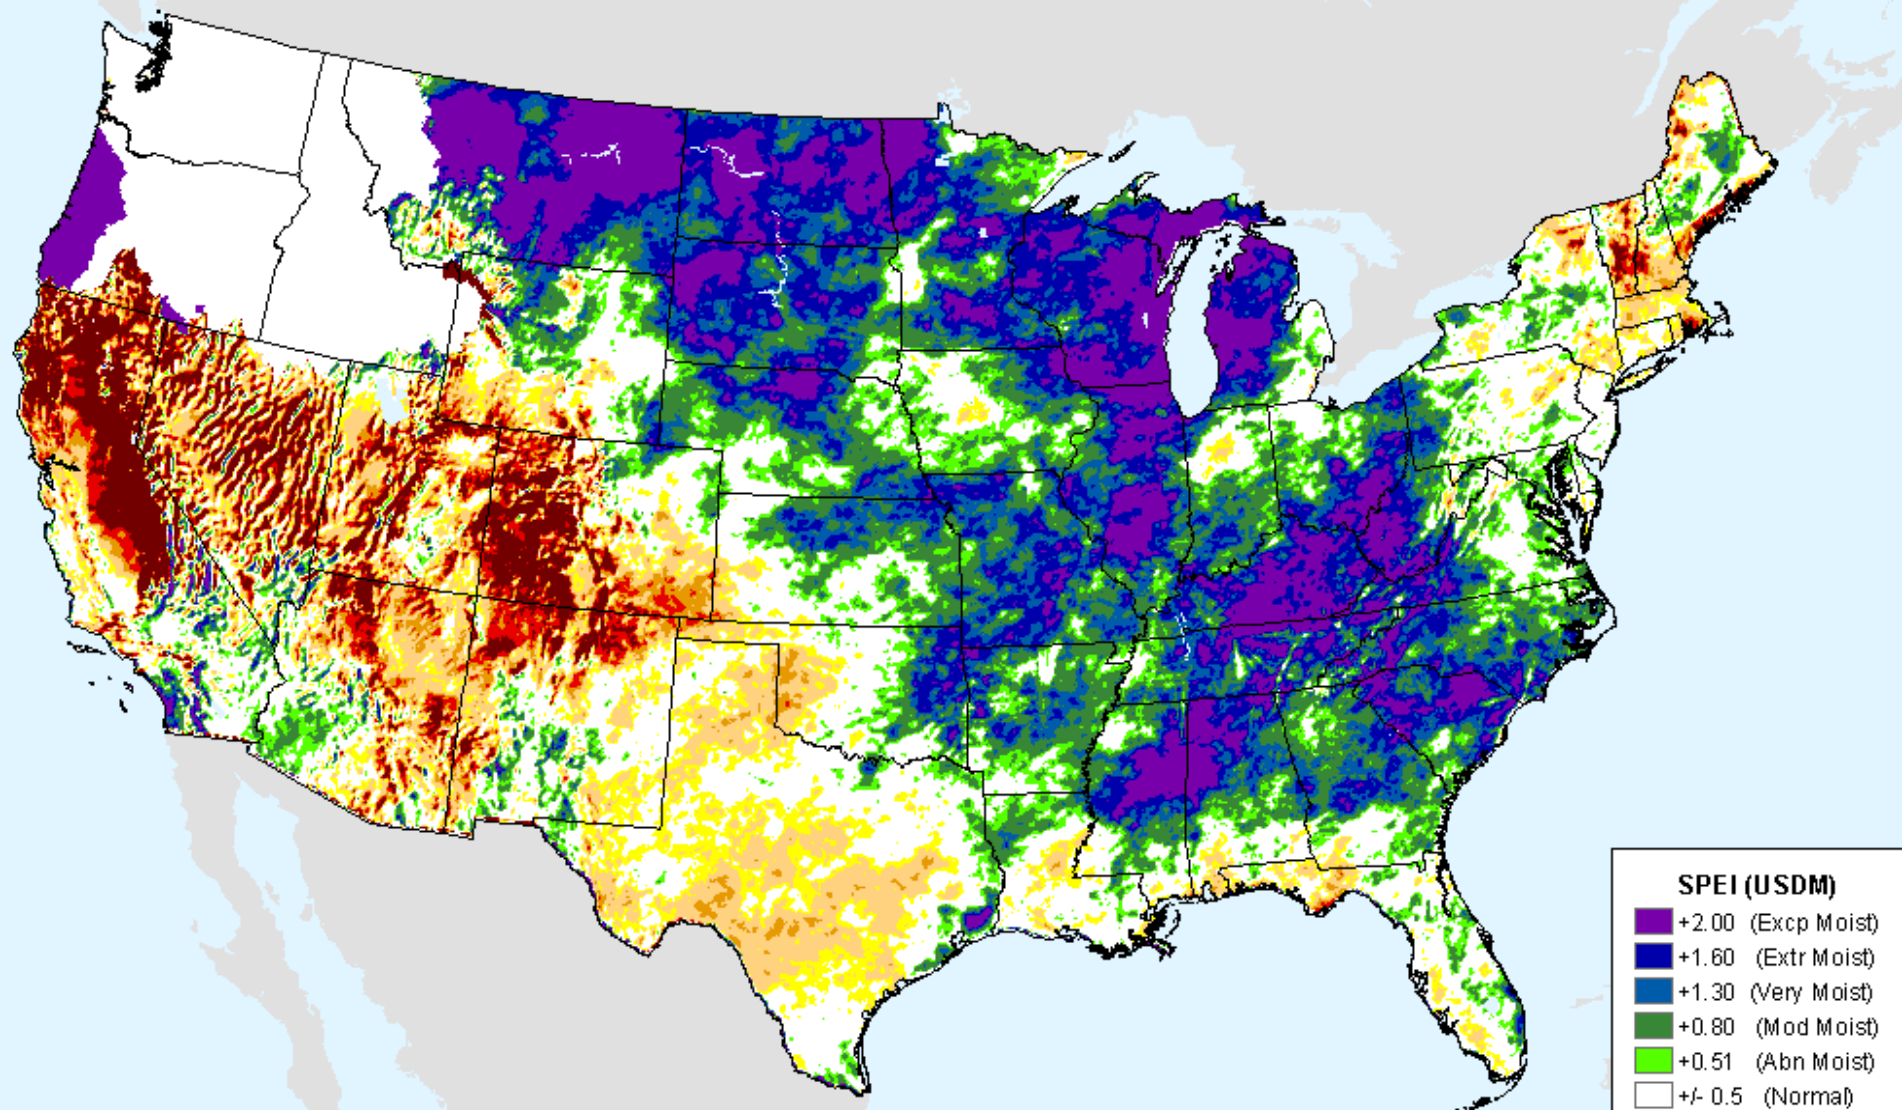 SPEI (USDM)
+2.00 (Excp Moist)
+1.60 (Extr Moist)
+1.30 (Very Moist)
+0.80 (Mod Moist)
+0.51 (Abn Moist)
+/- 0.5 (Normal)